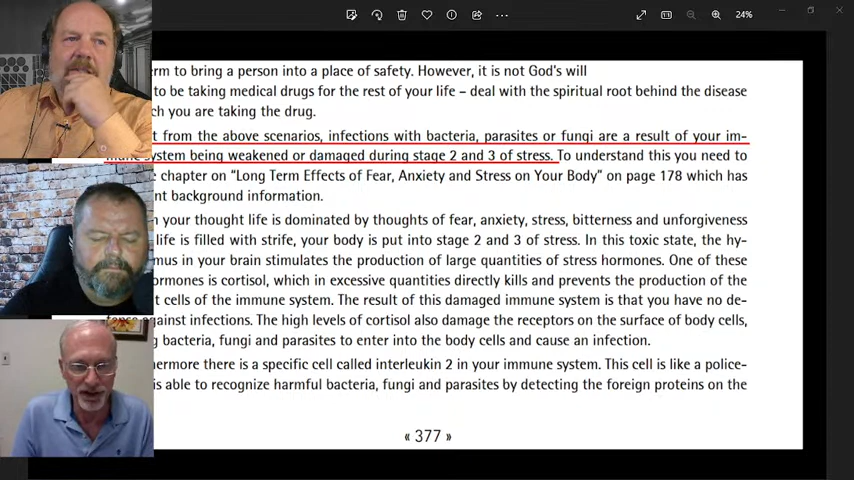 24%
erm to bring a person into a place of safety. However, it is not God's will
to be taking medical drugs for the rest of your life – deal with the spiritual root behind the disease
ch you are taking the drug.
t from the above scenarios, infections with bacteria, parasites or fungi are a result of your im-
system being weakened or damaged during stage 2 and 3 of stress. To understand this you need to
e chapter on "Long Term Effects of Fear, Anxiety and Stress on Your Body" on page 178 which has
nt background information.
n your thought life is dominated by thoughts of fear, anxiety, stress, bitterness and unforgiveness
life is filled with strife, your body is put into stage 2 and 3 of stress. In this toxic state, the hy-
mus in your brain stimulates the production of large quantities of stress hormones. One of these
ormones is cortisol, which in excessive quantities directly kills and prevents the production of the
t cells of the immune system. The result of this damaged immune system is that you have no de-
against infections. The high levels of cortisol also damage the receptors on the surface of body cells,
g bacteria, fungi and parasites to enter into the body cells and cause an infection.
hermore there is a specific cell called interleukin 2 in your immune system. This cell is like a police-
is able to recognize harmful bacteria, fungi and parasites by detecting the foreign proteins on the
« 377 »